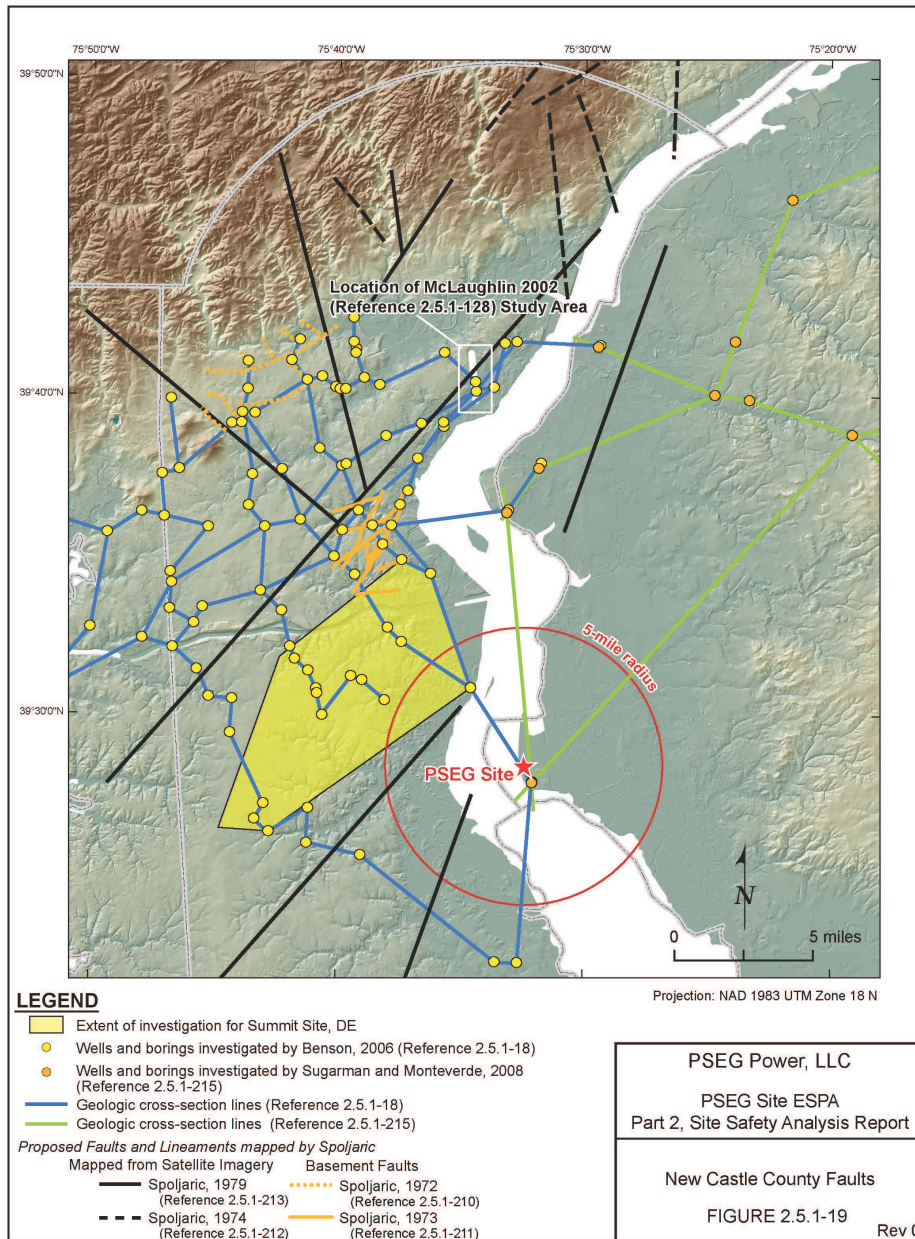 75°50'0"W
75°40'0"W
75°30'0"W
75°20'0"W
39°50'0"N
Location of McLaughlin 2002
(Reference 2.5.1-128) Study Area
39°40'0"N
5-mile radius
39°30'0"N
PSEG Site
N
0 5 miles
Projection: NAD 1983 UTM Zone 18 N
LEGEND
Extent of investigation for Summit Site, DE
Wells and borings investigated by Benson, 2006 (Reference 2.5.1-18)
Wells and borings investigated by Sugarman and Monteverde, 2008
(Reference 2.5.1-215)
Geologic cross-section lines (Reference 2.5.1-18)
Geologic cross-section lines (Reference 2.5.1-215)
Proposed Faults and Lineaments mapped by Spoljaric
Mapped from Satellite Imagery
Spoljaric, 1979
(Reference 2.5.1-213)
Spoljaric, 1974
(Reference 2.5.1-212)
Basement Faults
Spoljaric, 1972
(Reference 2.5.1-210)
Spoljaric, 1973
(Reference 2.5.1-211)
PSEG Power, LLC
PSEG Site ESPA
Part 2, Site Safety Analysis Report
New Castle County Faults
FIGURE 2.5.1-19
Rev 0